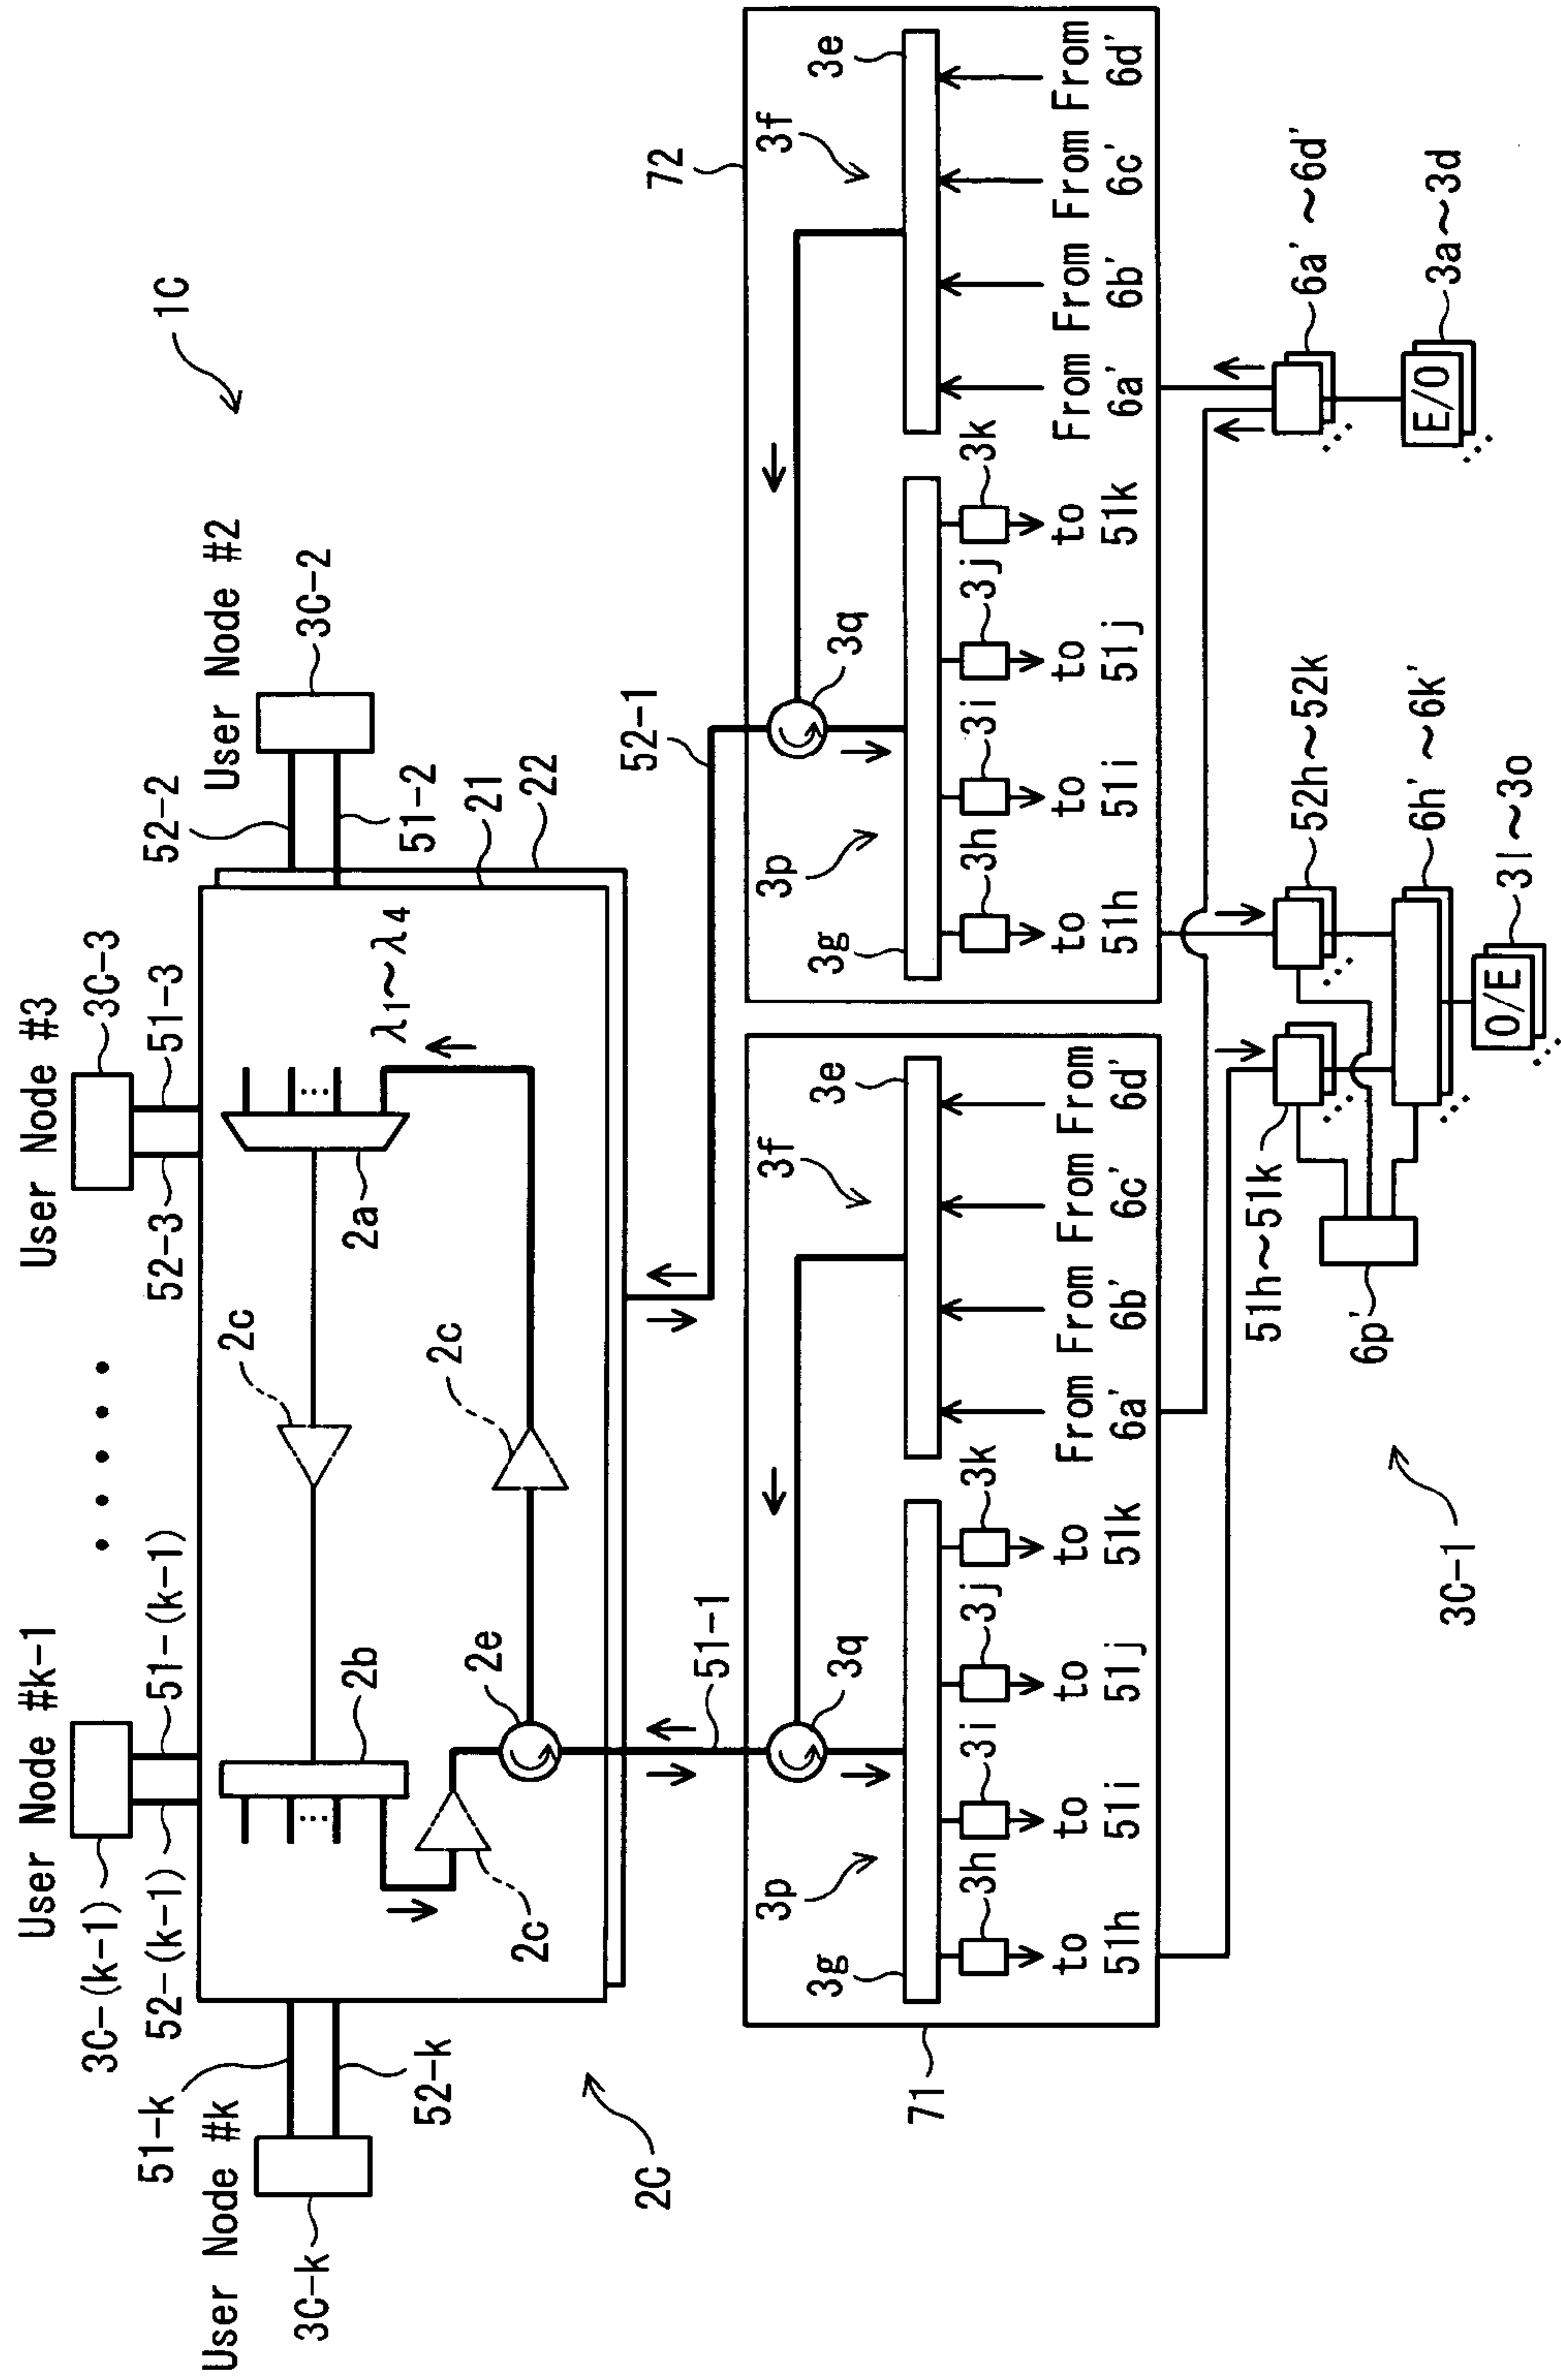 1C
User Node #k
3C-k
51-k
52-k
2C
User Node #k-1
3C-(k-1)
52-(k-1)
51-(k-1)
User Node #3
3C-3
52-3
51-3
User Node #2
3C-2
52-2
51-2
21
22
2b
2c
2a
λ1~λ4
2c
2e
2c
51-1
52-1
71
3g
3p
3q
3f
3e
3h
3i
3j
3k
to
51h
to
51i
to
51j
to
51k
From
6a'
From
6b'
From
6c'
From
6d'
72
3g
3p
3q
3f
3e
3h
3i
3j
3k
to
51h
to
51i
to
51j
to
51k
From
6a'
From
6b'
From
6c'
From
6d'
3C-1
51h~51k
52h~52k
6p'
6h'~6k'
O/E
3l~3o
6a'~6d'
E/O
3a~3d